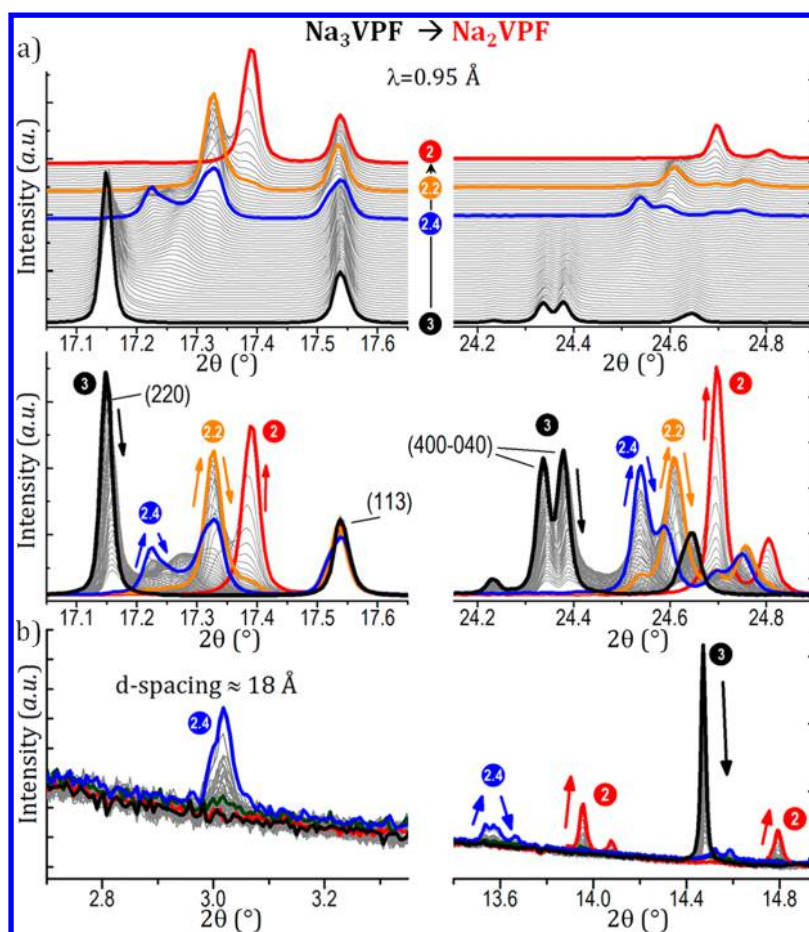 Na₃VPF → Na₂VPF
a)
λ=0.95 Å
Intensity (a.u.)
2
2.2
2.4
3
17.1 17.2 17.3 17.4 17.5 17.6
24.2 24.4 24.6 24.8
2θ (°)
2θ (°)
Intensity (a.u.)
3
(220)
2.4
2.2
2
(113)
(400-040)
3
2.4
2.2
2
17.1 17.2 17.3 17.4 17.5 17.6
24.2 24.4 24.6 24.8
2θ (°)
2θ (°)
b)
Intensity (a.u.)
d-spacing ≈ 18 Å
2.4
3
2.4
2
2
2.8 3.0 3.2
13.6 14.0 14.4 14.8
2θ (°)
2θ (°)